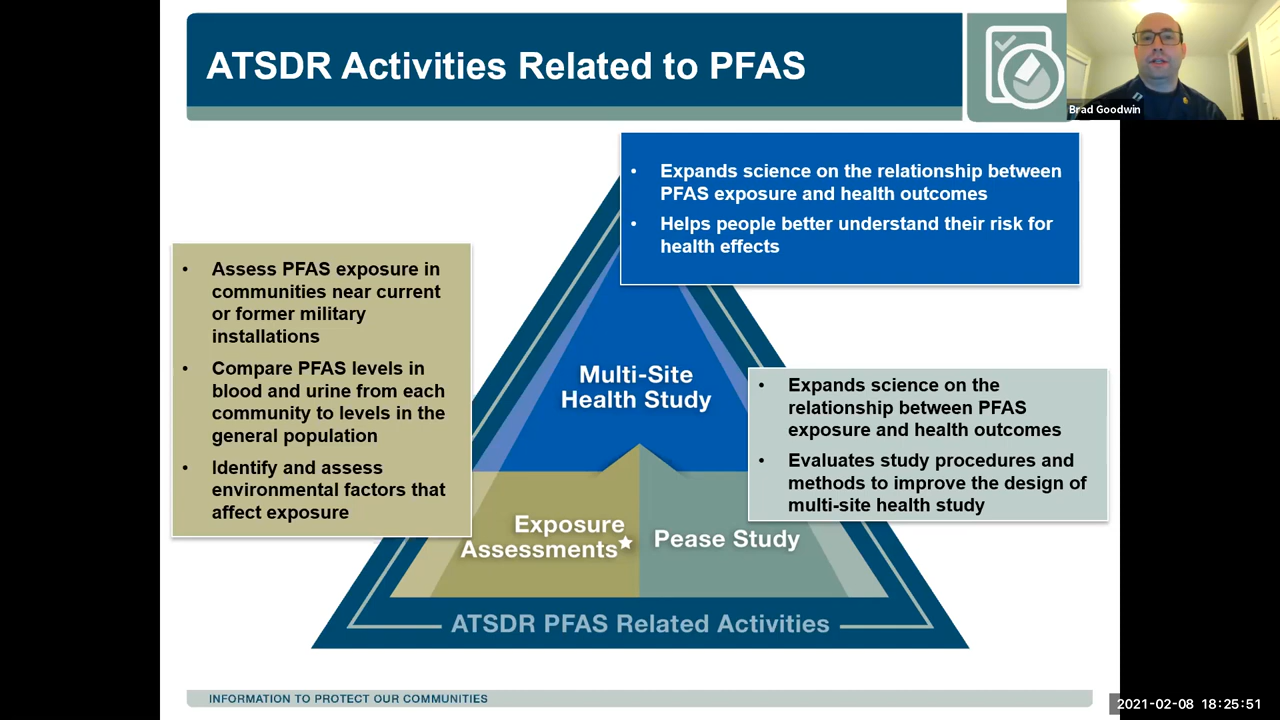 ATSDR Activities Related to PFAS
Brad Goodwin
• Expands science on the relationship between
PFAS exposure and health outcomes
• Helps people better understand their risk for
health effects
• Assess PFAS exposure in
communities near current
or former military
installations
• Compare PFAS levels in
blood and urine from each
community to levels in the
general population
• Identify and assess
environmental factors that
affect exposure
Multi-Site
Health Study
• Expands science on the
relationship between PFAS
exposure and health outcomes
• Evaluates study procedures and
methods to improve the design of
multi-site health study
Exposure
Assessments★
Pease Study
ATSDR PFAS Related Activities
INFORMATION TO PROTECT OUR COMMUNITIES
2021-02-08 18:25:51